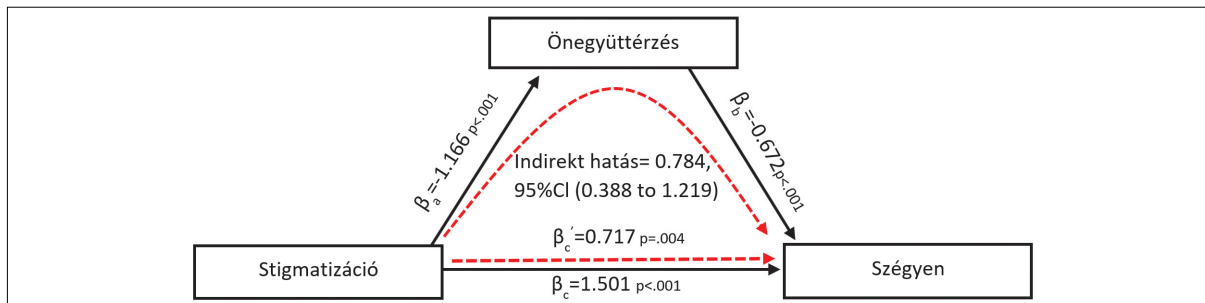 Önegyüttérzés
βa=-1.166 p<.001
βb=-0.672 p<.001
Indirekt hatás= 0.784,
95%Cl (0.388 to 1.219)
βc´=0.717 p=.004
Stigmatizáció
Szégyen
βc=1.501 p<.001